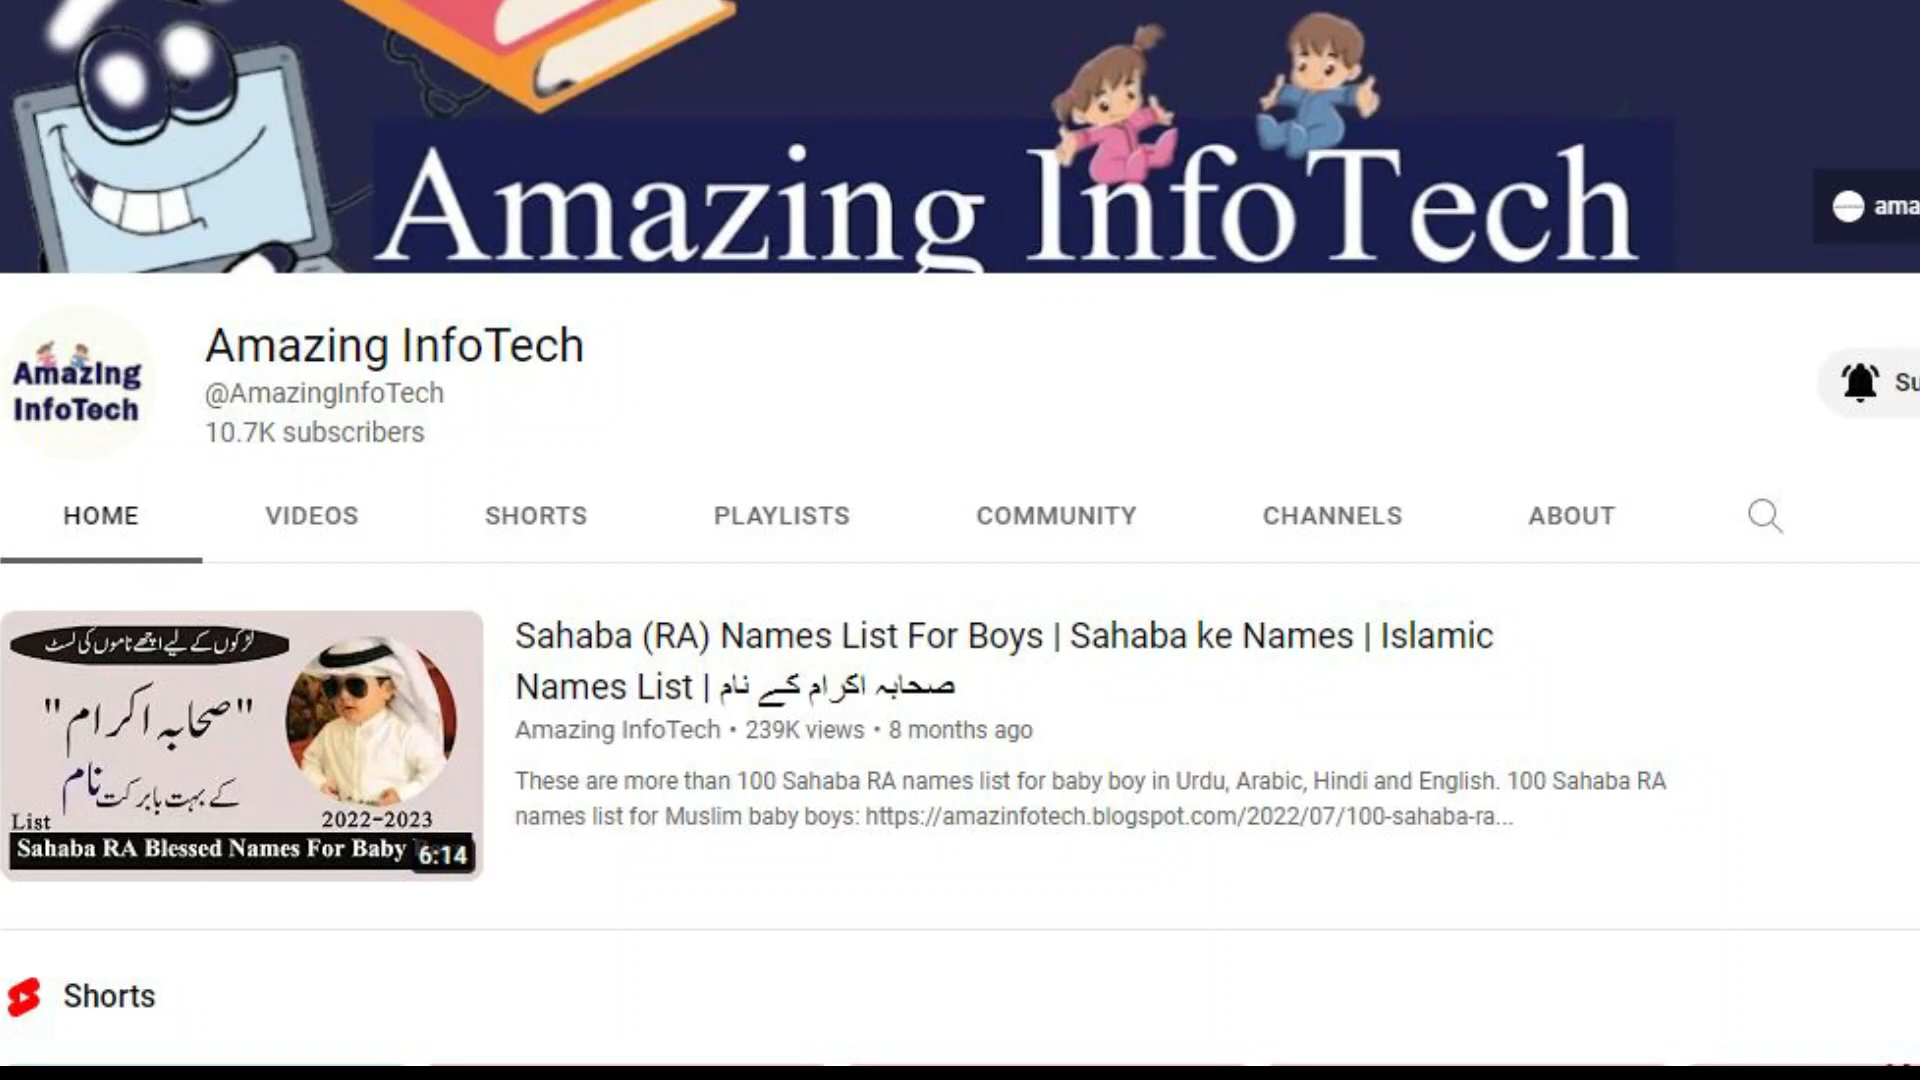 Amazing InfoTech
Amazing
InfoTech
Amazing InfoTech
@AmazingInfoTech
10.7K subscribers
HOME VIDEOS SHORTS PLAYLISTS COMMUNITY CHANNELS ABOUT
لڑکوں کے لیے اچھے ناموں کی لسٹ
"صحابہ اکرام"
کے بہت بابرکت نام
List 2022-2023
Sahaba RA Blessed Names For Baby
6:14
Sahaba (RA) Names List For Boys | Sahaba ke Names | Islamic
Names List | صحابہ اکرام کے نام
Amazing InfoTech • 239K views • 8 months ago
These are more than 100 Sahaba RA names list for baby boy in Urdu, Arabic, Hindi and English. 100 Sahaba RA
names list for Muslim baby boys: https://amazinfotech.blogspot.com/2022/07/100-sahaba-ra...
Shorts